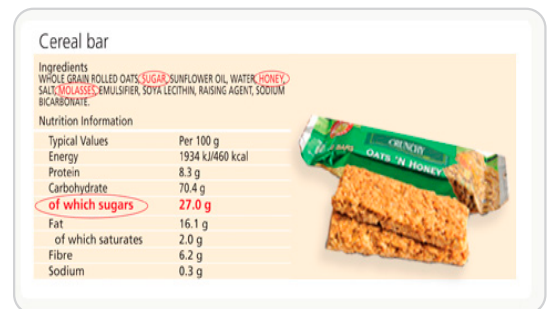 Cereal bar
Ingredients
WHOLE GRAIN ROLLED OATS, SUGAR, SUNFLOWER OIL, WATER, HONEY,
SALT, MOLASSES, EMULSIFIER, SOYA LECITHIN, RAISING AGENT, SODIUM
BICARBONATE.
Nutrition Information
Typical Values Per 100 g
Energy 1934 kJ/460 kcal
Protein 8.3 g
Carbohydrate 70.4 g
of which sugars 27.0 g
Fat 16.1 g
of which saturates 2.0 g
Fibre 6.2 g
Sodium 0.3 g
CRUNCHY
OATS 'N HONEY